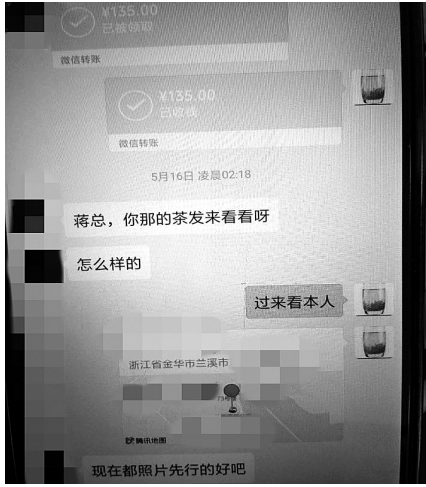 ¥135.00
已被领取
微信转账
¥135.00
已收钱
微信转账
5月16日 凌晨02:18
蒋总，你那的茶发来看看呀
怎么样的
过来看本人
浙江省金华市兰溪市
腾讯地图
现在都照片先行的好吧